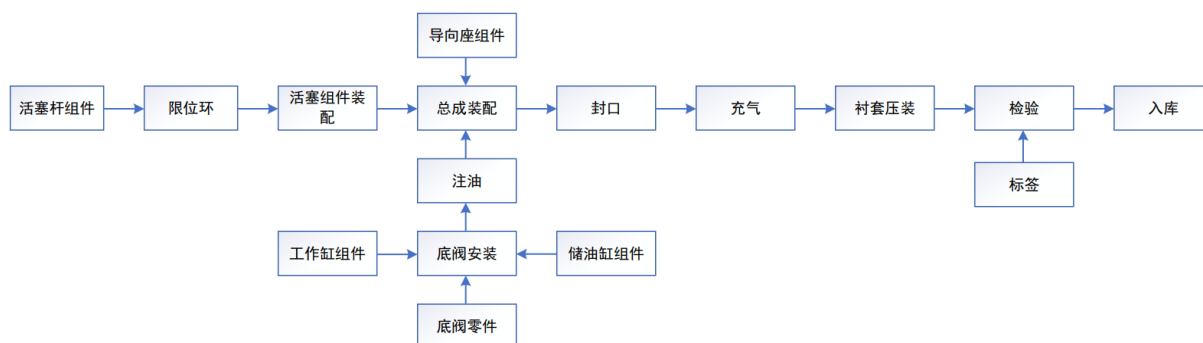 导向座组件
活塞杆组件
限位环
活塞组件装
配
总成装配
封口
充气
衬套压装
检验
入库
注油
标签
工作缸组件
底阀安装
储油缸组件
底阀零件